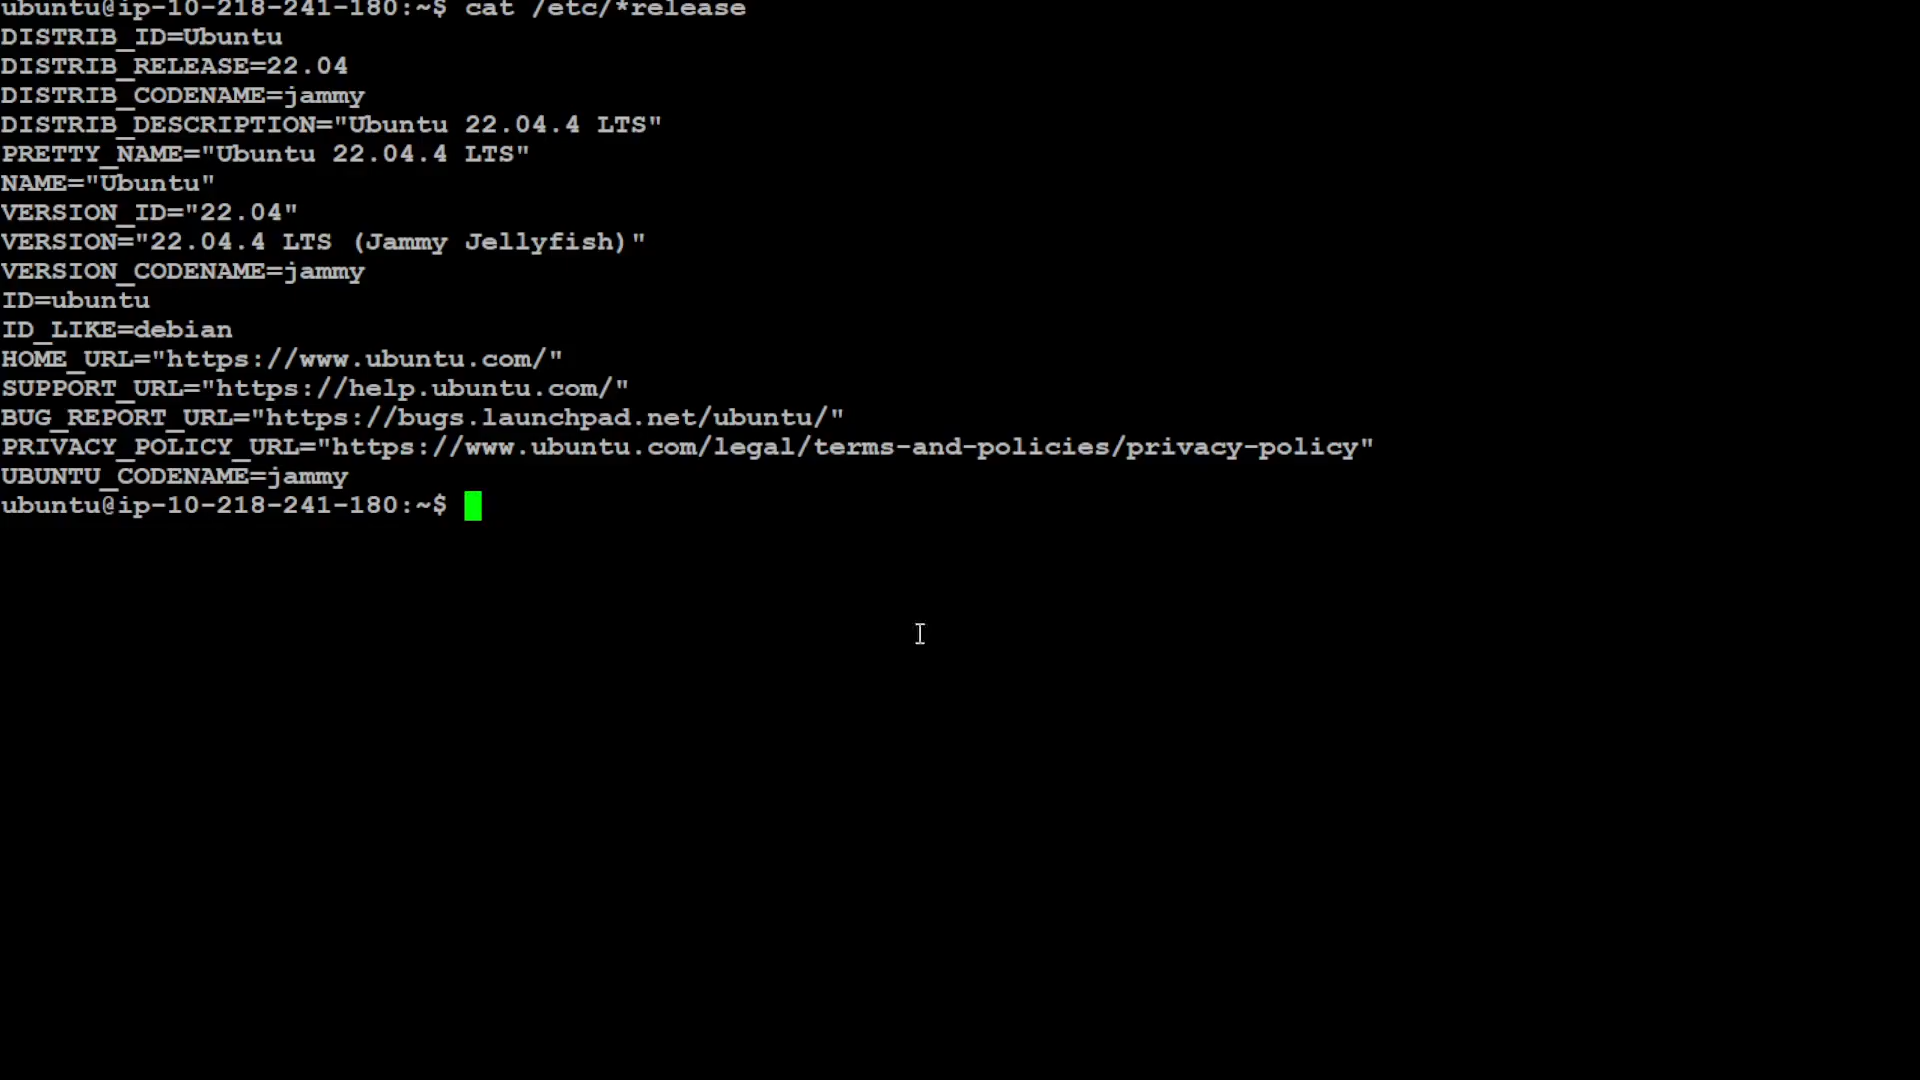 ubuntu@ip-10-218-241-180:~$ cat /etc/*release
DISTRIB_ID=Ubuntu
DISTRIB_RELEASE=22.04
DISTRIB_CODENAME=jammy
DISTRIB_DESCRIPTION="Ubuntu 22.04.4 LTS"
PRETTY_NAME="Ubuntu 22.04.4 LTS"
NAME="Ubuntu"
VERSION_ID="22.04"
VERSION="22.04.4 LTS (Jammy Jellyfish)"
VERSION_CODENAME=jammy
ID=ubuntu
ID_LIKE=debian
HOME_URL="https://www.ubuntu.com/"
SUPPORT_URL="https://help.ubuntu.com/"
BUG_REPORT_URL="https://bugs.launchpad.net/ubuntu/"
PRIVACY_POLICY_URL="https://www.ubuntu.com/legal/terms-and-policies/privacy-policy"
UBUNTU_CODENAME=jammy
ubuntu@ip-10-218-241-180:~$